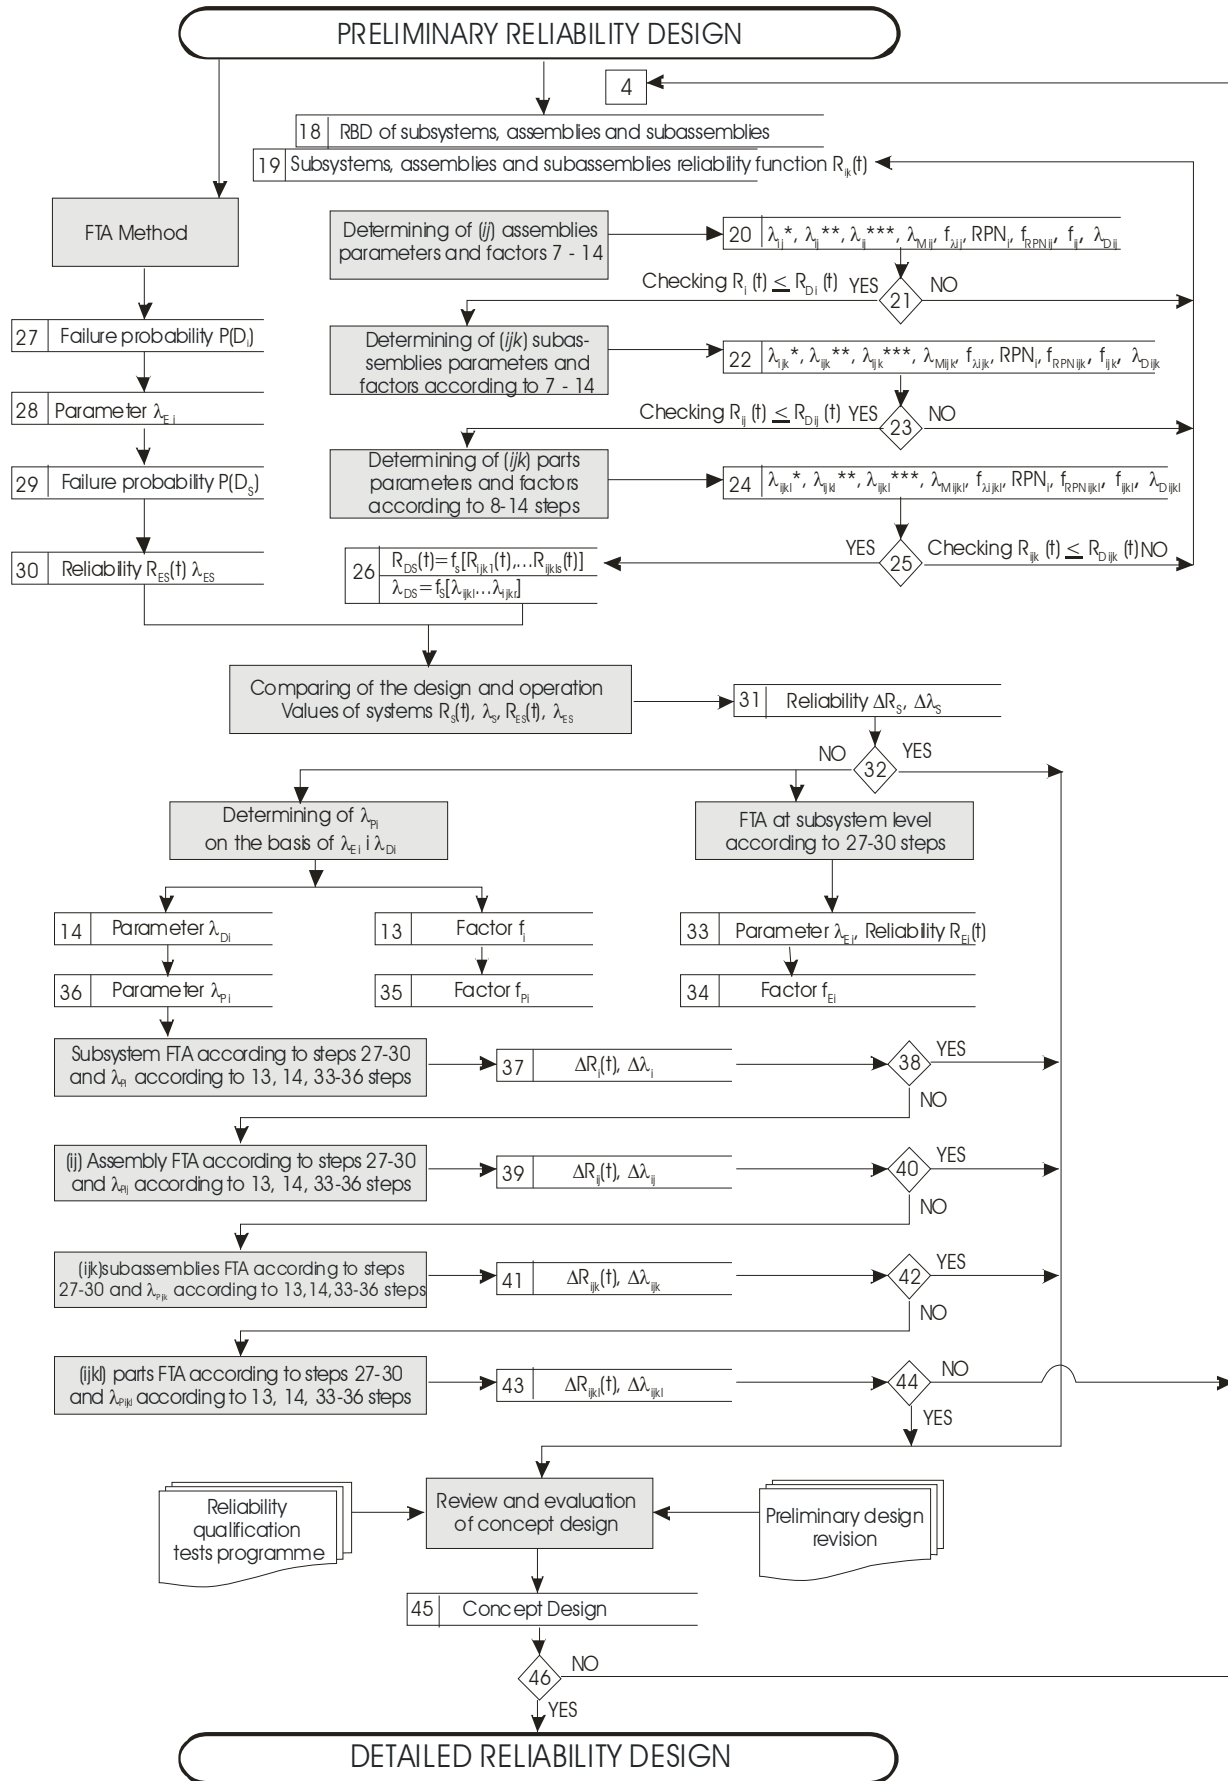 PRELIMINARY RELIABILITY DESIGN
4
18 RBD of subsystems, assemblies and subassemblies
19 Subsystems, assemblies and subassemblies reliability function R_ik(t)
FTA Method
Determining of (ij) assemblies
parameters and factors 7 - 14
20 λ_ij*, λ_ij**, λ_ij***, λ_Mij, f_λij, RPN_i, f_RPNij, f_ij, λ_Dij
Checking R_i (t) ≤ R_Di (t) YES 21 NO
27 Failure probability P(D_i)
Determining of (ijk) subas-
semblies parameters and
factors according to 7 - 14
22 λ_ijk*, λ_ijk**, λ_ijk***, λ_Mijk, f_λijk, RPN_i, f_RPNijk, f_ijk, λ_Dijk
28 Parameter λ_Ei
Checking R_ij (t) ≤ R_Dij (t) YES 23 NO
29 Failure probability P(D_S)
Determining of (ijk) parts
parameters and factors
according to 8-14 steps
24 λ_ijkl*, λ_ijkl**, λ_ijkl***, λ_Mijkl, f_λijkl, RPN_i, f_RPNijkl, f_ijkl, λ_Dijkl
YES 25 Checking R_ijk (t) ≤ R_Dijk (t) NO
30 Reliability R_ES(t) λ_ES
26 R_DS(t)=f_s[R_ijk1(t),...R_ijkls(t)]
λ_DS=f_S[λ_ijkl...λ_ijkr]
Comparing of the design and operation
Values of systems R_S(t), λ_S, R_ES(t), λ_ES
31 Reliability ΔR_S, Δλ_S
NO 32 YES
Determining of λ_Pi
on the basis of λ_Ei i λ_Di
FTA at subsystem level
according to 27-30 steps
14 Parameter λ_Di
13 Factor f_i
33 Parameter λ_Ei, Reliability R_Ei(t)
36 Parameter λ_Pi
35 Factor f_Pi
34 Factor f_Ei
Subsystem FTA according to steps 27-30
and λ_Pi according to 13, 14, 33-36 steps
37 ΔR_i(t), Δλ_i
38 YES
NO
(ij) Assembly FTA according to steps 27-30
and λ_Pij according to 13, 14, 33-36 steps
39 ΔR_ij(t), Δλ_ij
40 YES
NO
(ijk)subassemblies FTA according to steps
27-30 and λ_Pijk according to 13,14,33-36 steps
41 ΔR_ijk(t), Δλ_ijk
42 YES
NO
(ijkl) parts FTA according to steps 27-30
and λ_Pijkl according to 13, 14, 33-36 steps
43 ΔR_ijkl(t), Δλ_ijkl
44 NO
YES
Reliability
qualification
tests programme
Review and evaluation
of concept design
Preliminary design
revision
45 Concept Design
46 NO
YES
DETAILED RELIABILITY DESIGN